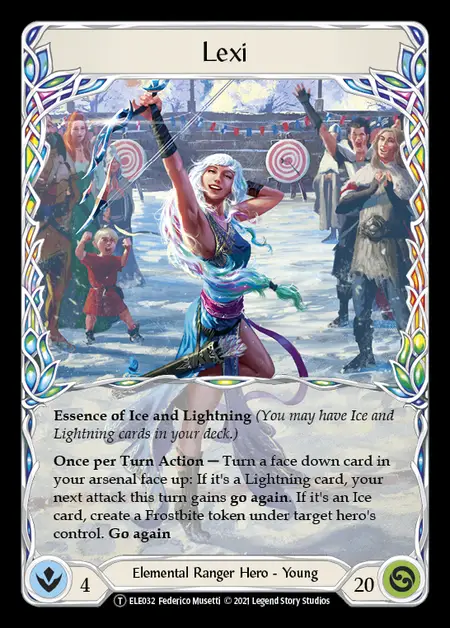 Lexi
Essence of Ice and Lightning (You may have Ice and
Lightning cards in your deck.)
Once per Turn Action — Turn a face down card in
your arsenal face up: If it's a Lightning card, your
next attack this turn gains go again. If it's an Ice
card, create a Frostbite token under target hero's
control. Go again
4
Elemental Ranger Hero - Young
20
T ELE032 Federico Musetti © 2021 Legend Story Studios